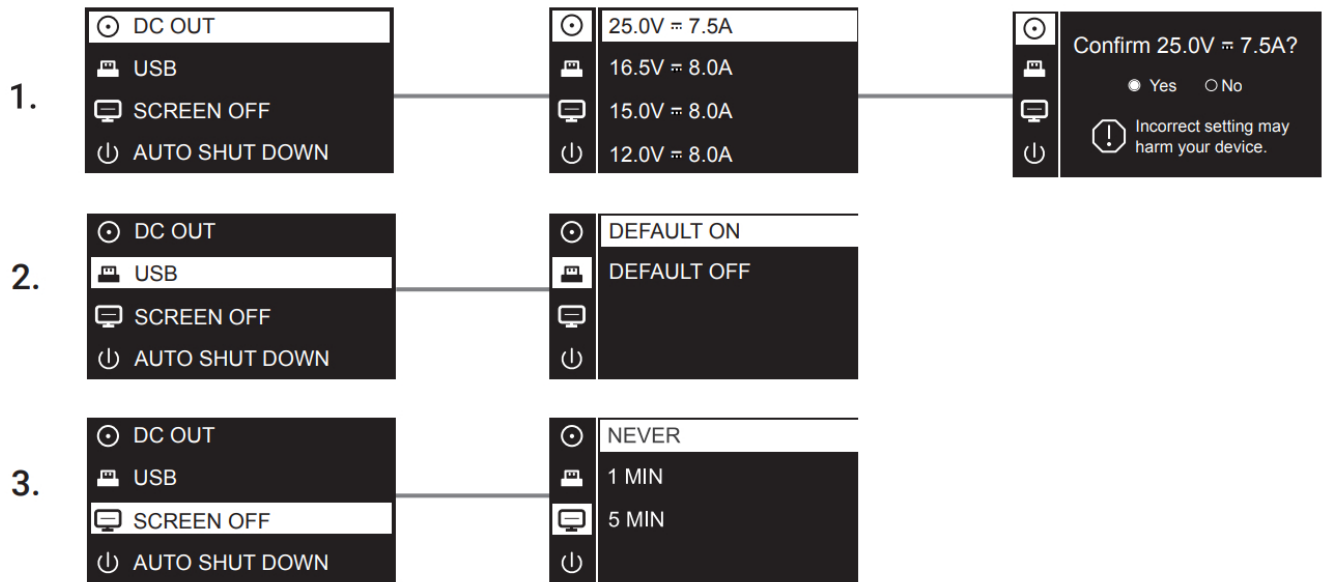 1.
DC OUT
USB
SCREEN OFF
AUTO SHUT DOWN
25.0V ⎓ 7.5A
16.5V ⎓ 8.0A
15.0V ⎓ 8.0A
12.0V ⎓ 8.0A
Confirm 25.0V ⎓ 7.5A?
Yes No
Incorrect setting may
harm your device.
2.
DC OUT
USB
SCREEN OFF
AUTO SHUT DOWN
DEFAULT ON
DEFAULT OFF
3.
DC OUT
USB
SCREEN OFF
AUTO SHUT DOWN
NEVER
1 MIN
5 MIN